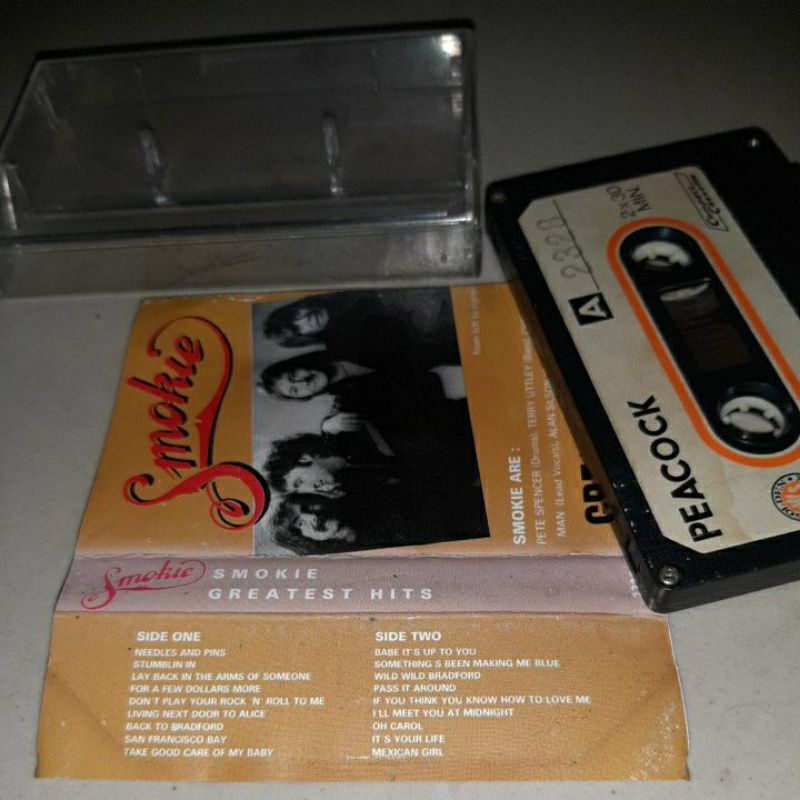 Smokie
from left to
SMOKIE ARE :
PETE SPENCER (Drums), TERRY UTTLEY (Bass)
MAN (Lead Vocals), ALAN SILSON
Smokie
SMOKIE
GREATEST HITS
SIDE ONE
NEEDLES AND PINS
STUMBLIN IN
LAY BACK IN THE ARMS OF SOMEONE
FOR A FEW DOLLARS MORE
DON'T PLAY YOUR ROCK 'N' ROLL TO ME
LIVING NEXT DOOR TO ALICE
BACK TO BRADFORD
SAN FRANCISCO BAY
TAKE GOOD CARE OF MY BABY
SIDE TWO
BABE IT'S UP TO YOU
SOMETHING S BEEN MAKING ME BLUE
WILD WILD BRADFORD
PASS IT AROUND
IF YOU THINK YOU KNOW HOW TO LOVE ME
I'LL MEET YOU AT MIDNIGHT
OH CAROL
IT'S YOUR LIFE
MEXICAN GIRL
A 2328
2x30
MIN
PEACOCK